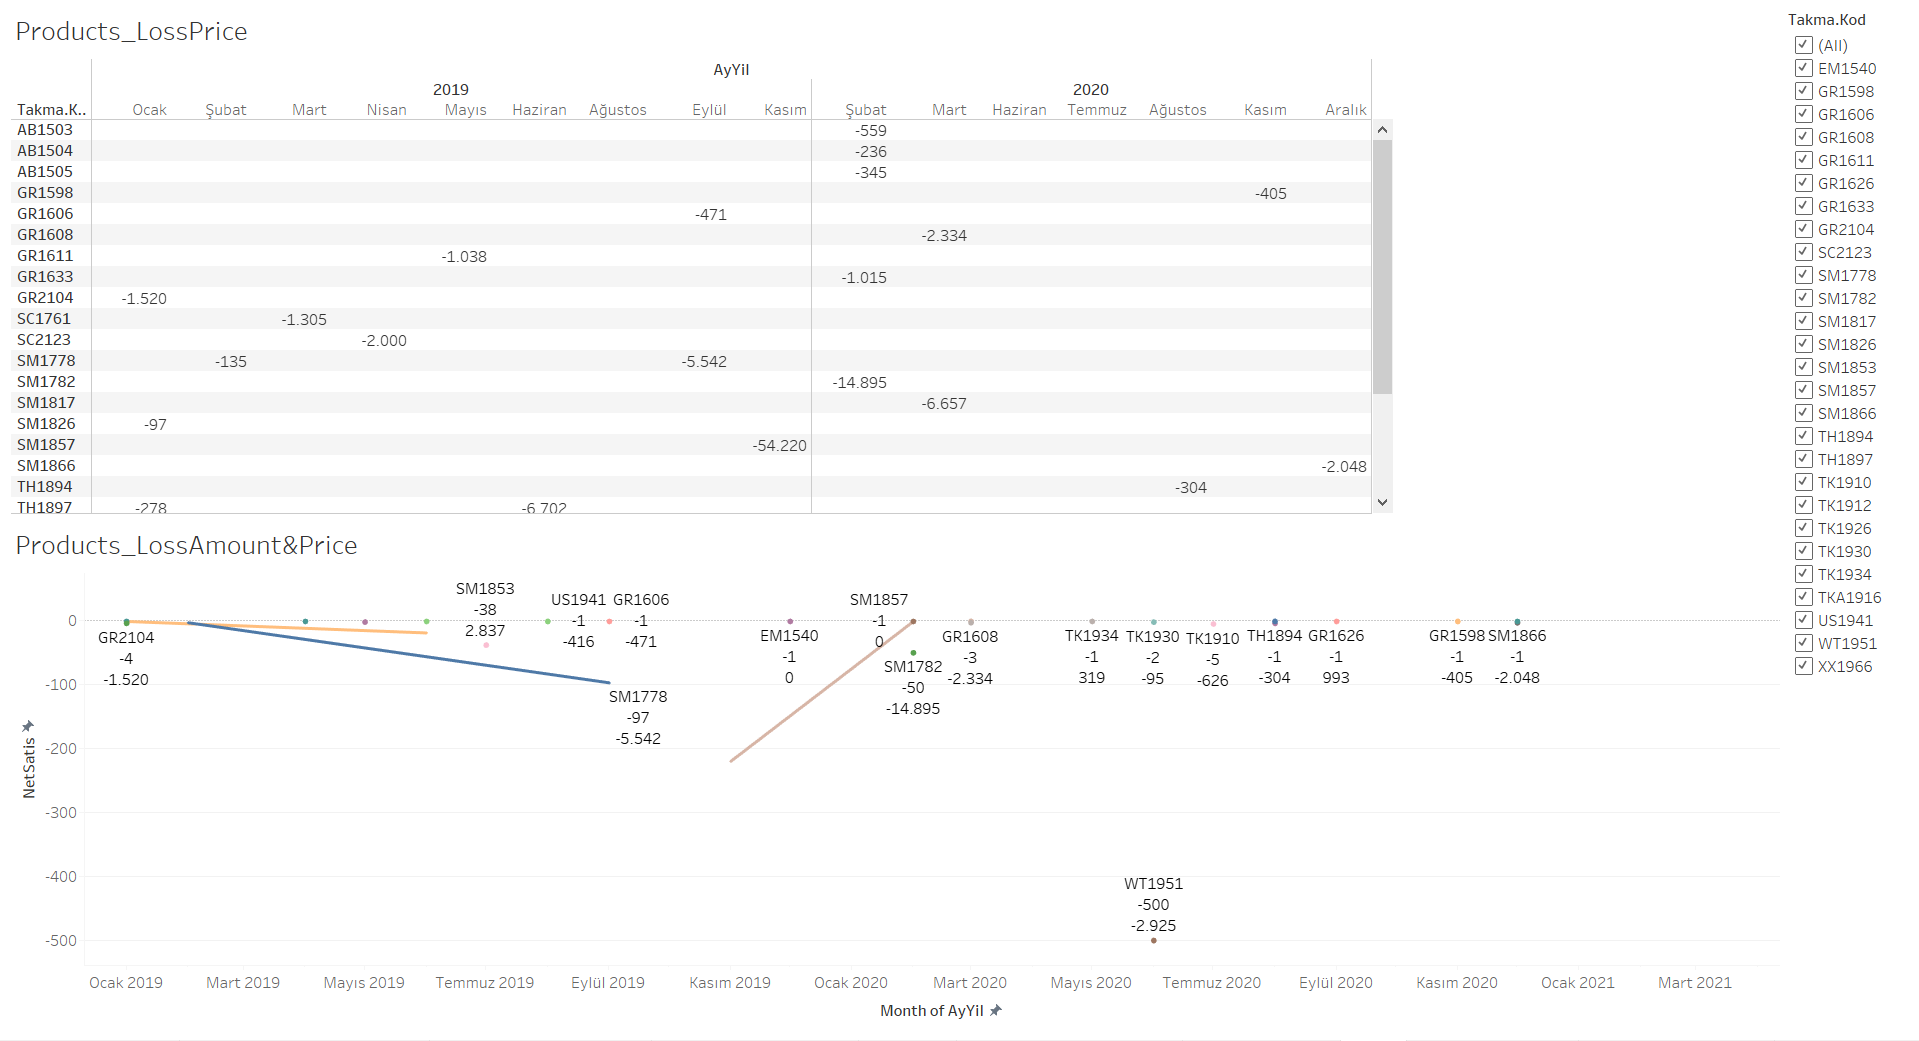 Products_LossPrice
AyYil
2019 2020
Takma.K.. Ocak Şubat Mart Nisan Mayıs Haziran Ağustos Eylül Kasım Şubat Mart Haziran Temmuz Ağustos Kasım Aralık
AB1503 -559
AB1504 -236
AB1505 -345
GR1598 -405
GR1606 -471
GR1608 -2.334
GR1611 -1.038
GR1633 -1.015
GR2104 -1.520
SC1761 -1.305
SC2123 -2.000
SM1778 -135 -5.542
SM1782 -14.895
SM1817 -6.657
SM1826 -97
SM1857 -54.220
SM1866 -2.048
TH1894 -304
TH1897 -278 -6.702
Products_LossAmount&Price
NetSatis
0
-100
-200
-300
-400
-500
GR2104
-4
-1.520
SM1853
-38
2.837
US1941
-1
-416
GR1606
-1
-471
SM1778
-97
-5.542
EM1540
-1
0
SM1857
-1
0
SM1782
-50
-14.895
GR1608
-3
-2.334
TK1934
-1
319
TK1930
-2
-95
WT1951
-500
-2.925
TK1910
-5
-626
TH1894
-1
-304
GR1626
-1
993
GR1598
-1
-405
SM1866
-1
-2.048
Ocak 2019 Mart 2019 Mayıs 2019 Temmuz 2019 Eylül 2019 Kasım 2019 Ocak 2020 Mart 2020 Mayıs 2020 Temmuz 2020 Eylül 2020 Kasım 2020 Ocak 2021 Mart 2021
Month of AyYil
Takma.Kod
(All)
EM1540
GR1598
GR1606
GR1608
GR1611
GR1626
GR1633
GR2104
SC2123
SM1778
SM1782
SM1817
SM1826
SM1853
SM1857
SM1866
TH1894
TH1897
TK1910
TK1912
TK1926
TK1930
TK1934
TKA1916
US1941
WT1951
XX1966